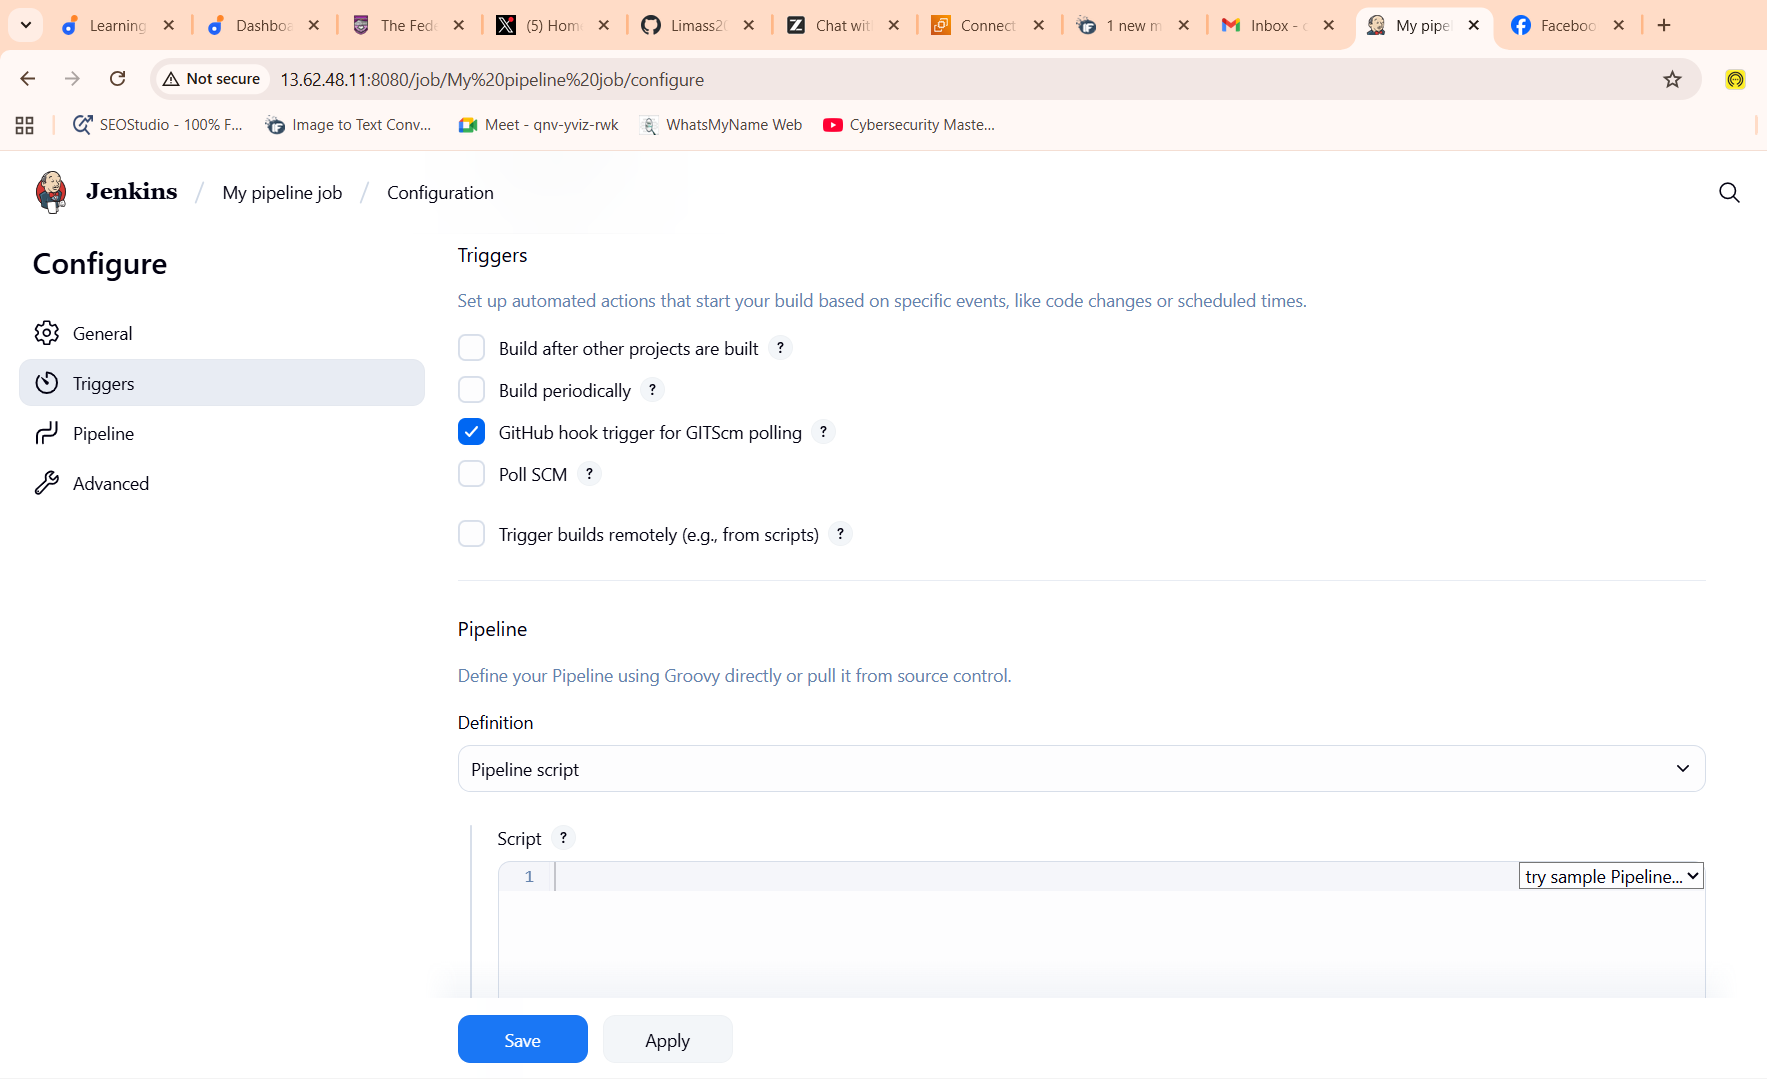 Learning
Dashboa
The Fede
(5) Home
Limass20
Chat wit
Connect
1 new m
Inbox - c
My pipel
Faceboo
Not secure
13.62.48.11:8080/job/My%20pipeline%20job/configure
SEOStudio - 100% F...
Image to Text Conv...
Meet - qnv-yviz-rwk
WhatsMyName Web
Cybersecurity Maste...
Jenkins / My pipeline job / Configuration
Configure
General
Triggers
Pipeline
Advanced
Triggers
Set up automated actions that start your build based on specific events, like code changes or scheduled times.
Build after other projects are built ?
Build periodically ?
GitHub hook trigger for GITScm polling ?
Poll SCM ?
Trigger builds remotely (e.g., from scripts) ?
Pipeline
Define your Pipeline using Groovy directly or pull it from source control.
Definition
Pipeline script
Script ?
1
try sample Pipeline...
Save
Apply